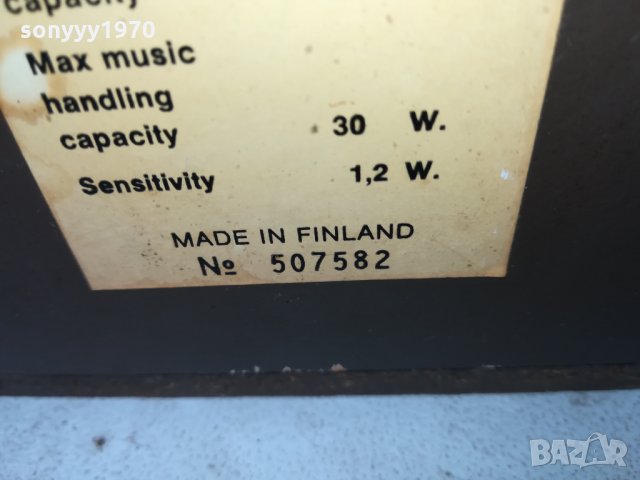 capacity
sonyyy1970
Max music
handling
capacity 30 W.
Sensitivity 1,2 W.
MADE IN FINLAND
№ 507582
BAZAR